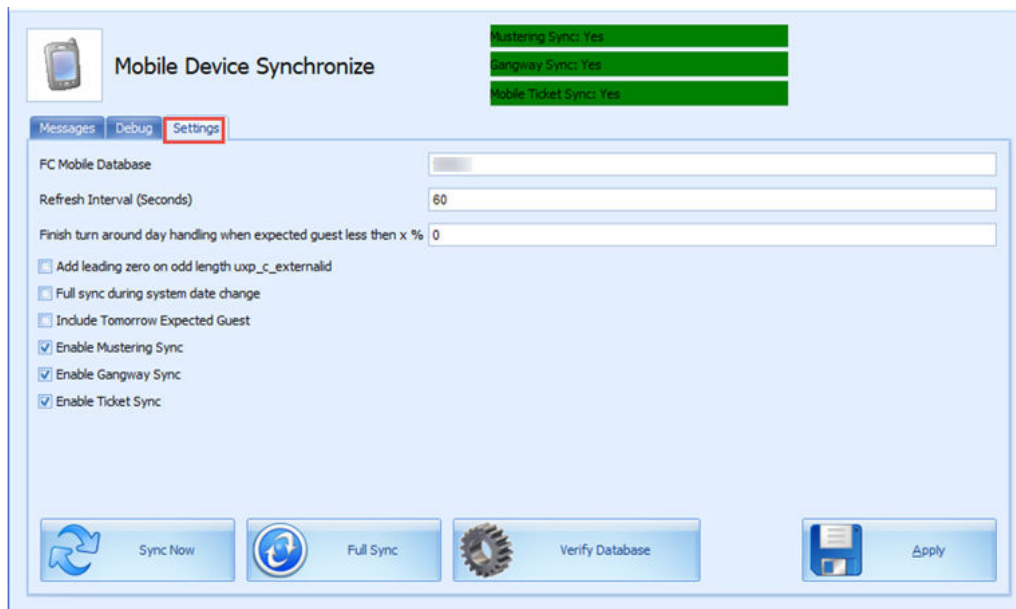 Mobile Device Synchronize
Mustering Sync: Yes
Gangway Sync: Yes
Mobile Ticket Sync: Yes
Messages Debug Settings
FC Mobile Database
Refresh Interval (Seconds) 60
Finish turn around day handling when expected guest less then x % 0
Add leading zero on odd length uxp_c_externalid
Full sync during system date change
Include Tomorrow Expected Guest
Enable Mustering Sync
Enable Gangway Sync
Enable Ticket Sync
Sync Now Full Sync Verify Database Apply